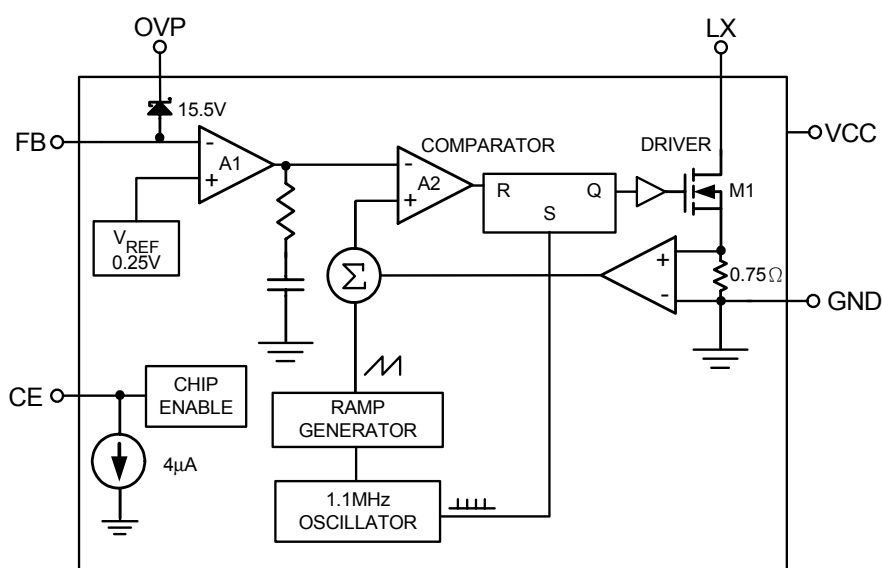 OVP
LX
15.5V
FB
-
A1
+
COMPARATOR
-
A2
+
DRIVER
R
Q
S
M1
VCC
VREF
0.25V
Σ
+
-
0.75Ω
GND
CE
CHIP
ENABLE
4μA
RAMP
GENERATOR
1.1MHz
OSCILLATOR